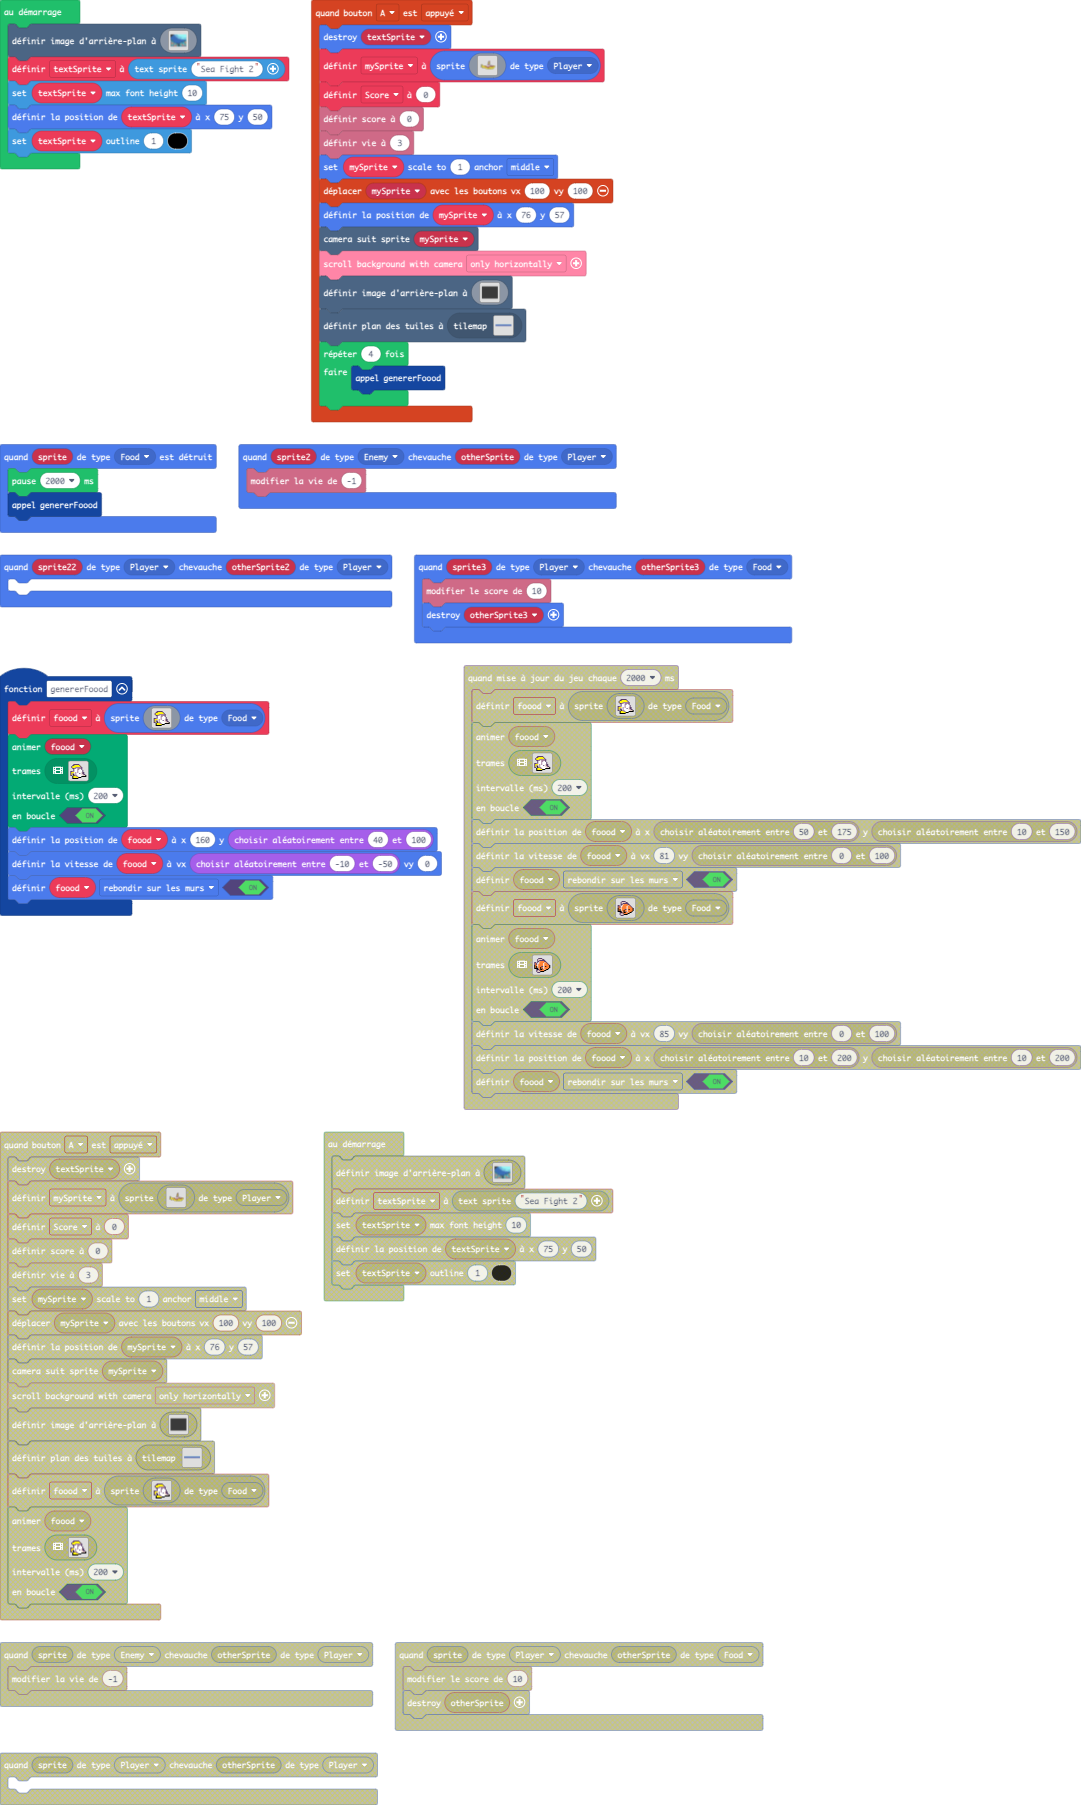 au démarrage
définir image d'arrière-plan à
définir textSprite à text sprite "Sea Fight 2"
set textSprite max font height 10
définir la position de textSprite à x 75 y 50
set textSprite outline 1
quand bouton A est appuyé
destroy textSprite
définir mySprite à sprite de type Player
définir Score à 0
définir score à 0
définir vie à 3
set mySprite scale to 1 anchor middle
déplacer mySprite avec les boutons vx 100 vy 100
définir la position de mySprite à x 76 y 57
camera suit sprite mySprite
scroll background with camera only horizontally
définir image d'arrière-plan à
définir plan des tuiles à tilemap
répéter 4 fois
faire appel genererFoood
quand sprite de type Food est détruit
pause 2000 ms
appel genererFoood
quand sprite2 de type Enemy chevauche otherSprite de type Player
modifier la vie de -1
quand sprite22 de type Player chevauche otherSprite2 de type Player
quand sprite3 de type Player chevauche otherSprite3 de type Food
modifier le score de 10
destroy otherSprite3
fonction genererFoood
définir foood à sprite de type Food
animer foood
trames
intervalle (ms) 200
en boucle ON
définir la position de foood à x 160 y choisir aléatoirement entre 40 et 100
définir la vitesse de foood à vx choisir aléatoirement entre -10 et -50 vy 0
définir foood rebondir sur les murs ON
quand mise à jour du jeu chaque 2000 ms
définir foood à sprite de type Food
animer foood
trames
intervalle (ms) 200
en boucle ON
définir la position de foood à x choisir aléatoirement entre 50 et 175 y choisir aléatoirement entre 10 et 150
définir la vitesse de foood à vx 81 vy choisir aléatoirement entre 0 et 100
définir foood rebondir sur les murs ON
définir foood à sprite de type Food
animer foood
trames
intervalle (ms) 200
en boucle ON
définir la vitesse de foood à vx 85 vy choisir aléatoirement entre 0 et 100
définir la position de foood à x choisir aléatoirement entre 10 et 200 y choisir aléatoirement entre 10 et 200
définir foood rebondir sur les murs ON
quand bouton A est appuyé
destroy textSprite
définir mySprite à sprite de type Player
définir Score à 0
définir score à 0
définir vie à 3
set mySprite scale to 1 anchor middle
déplacer mySprite avec les boutons vx 100 vy 100
définir la position de mySprite à x 76 y 57
camera suit sprite mySprite
scroll background with camera only horizontally
définir image d'arrière-plan à
définir plan des tuiles à tilemap
définir foood à sprite de type Food
animer foood
trames
intervalle (ms) 200
en boucle ON
au démarrage
définir image d'arrière-plan à
définir textSprite à text sprite "Sea Fight 2"
set textSprite max font height 10
définir la position de textSprite à x 75 y 50
set textSprite outline 1
quand sprite de type Enemy chevauche otherSprite de type Player
modifier la vie de -1
quand sprite de type Player chevauche otherSprite de type Food
modifier le score de 10
destroy otherSprite
quand sprite de type Player chevauche otherSprite de type Player